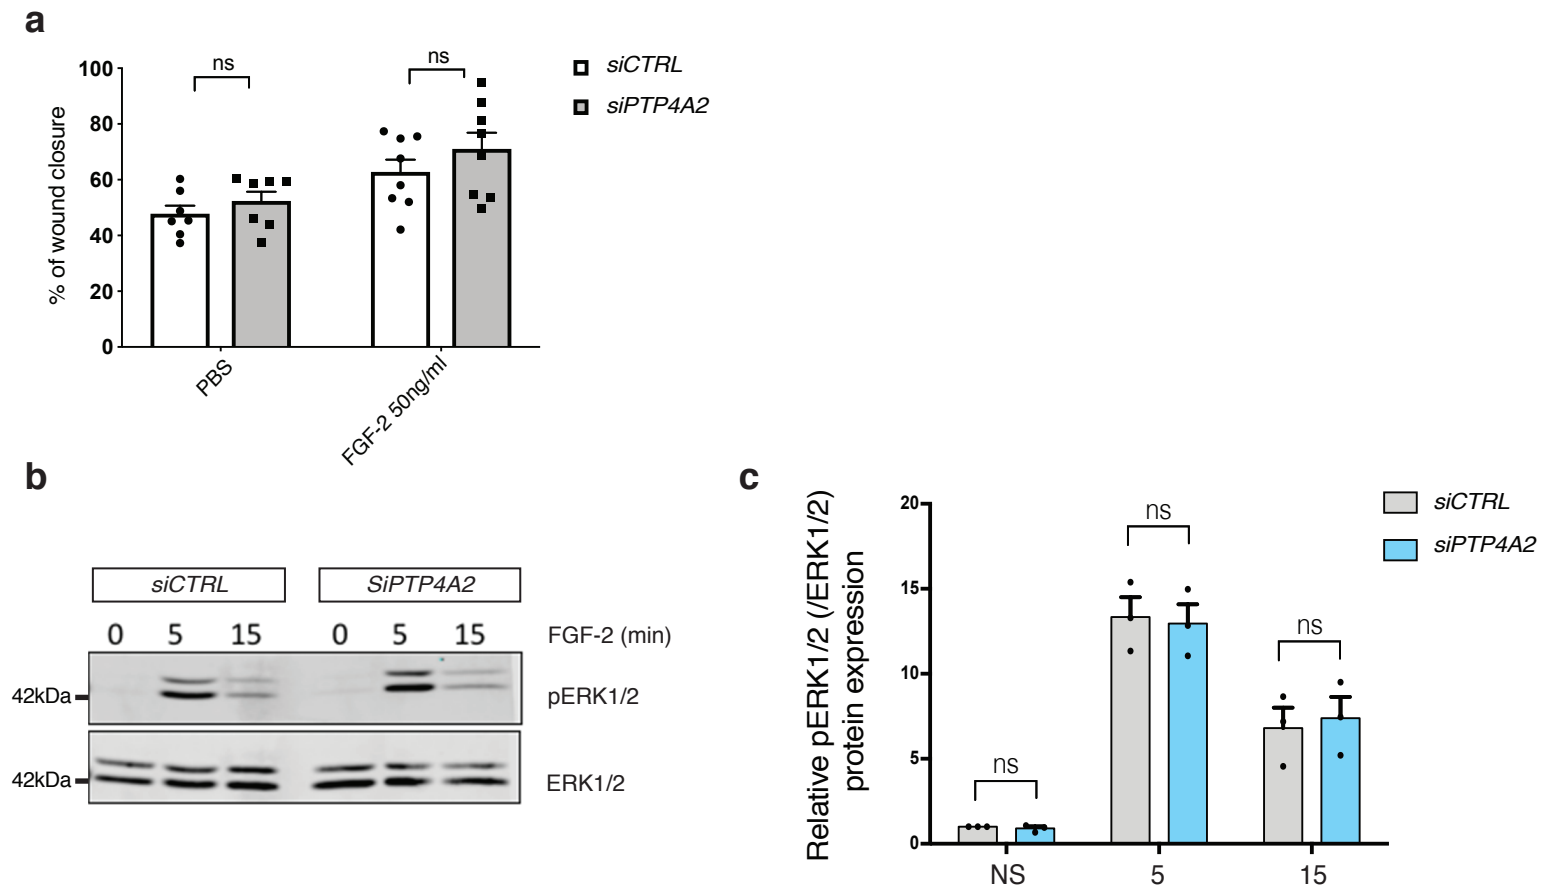 a
ns
ns
siCTRL
siPTP4A2
100
80
60
40
20
0
% of wound closure
PBS
FGF-2 50ng/ml
b
siCTRL
SiPTP4A2
0 5 15 0 5 15 FGF-2 (min)
42kDa pERK1/2
42kDa ERK1/2
c
Relative pERK1/2 (/ERK1/2)
protein expression
20
15
10
5
0
ns
ns
ns
siCTRL
siPTP4A2
NS 5 15